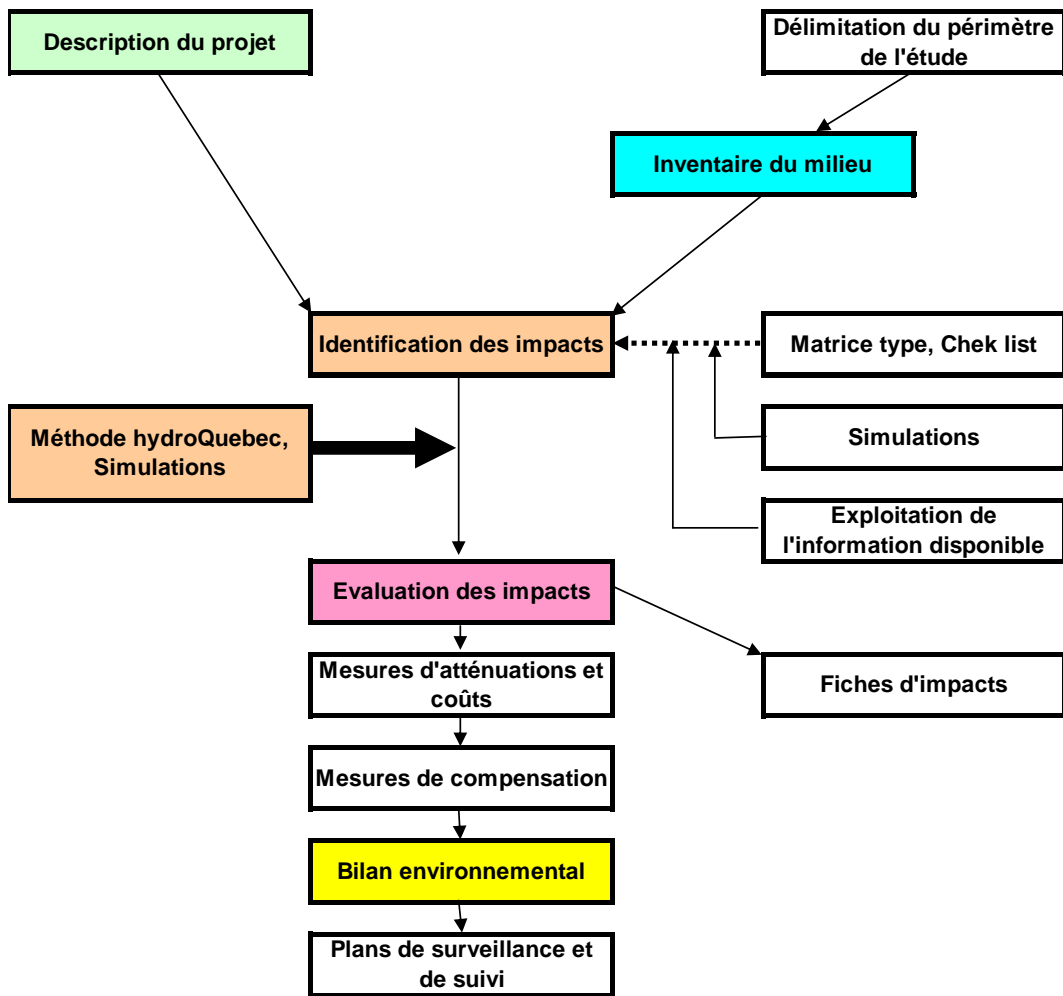 Description du projet
Délimitation du périmètre
de l'étude
Inventaire du milieu
Identification des impacts
Matrice type, Chek list
Méthode hydroQuebec,
Simulations
Simulations
Exploitation de
l'information disponible
Evaluation des impacts
Mesures d'atténuations et
coûts
Fiches d'impacts
Mesures de compensation
Bilan environnemental
Plans de surveillance et
de suivi